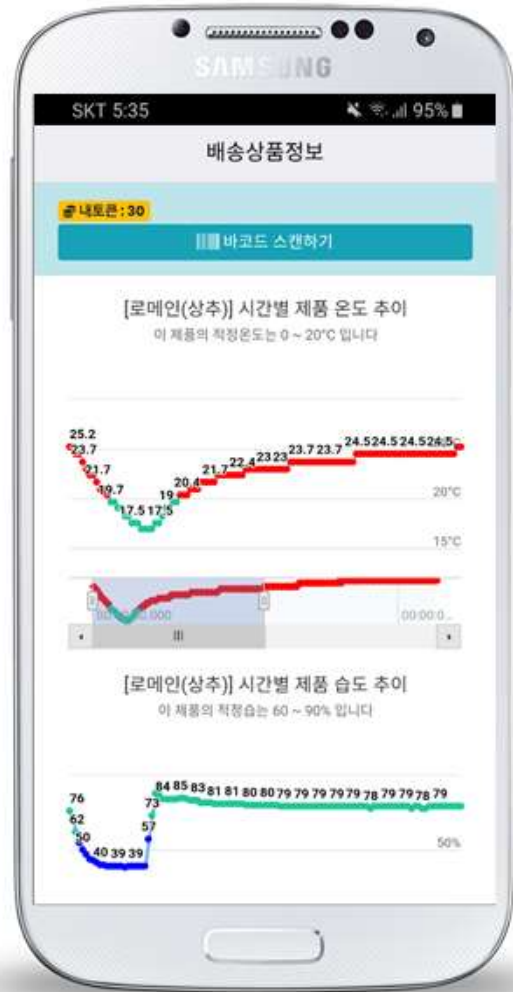 SAMSUNG
SKT 5:35 95%
배송상품정보
내토큰 : 30
바코드 스캔하기
[로메인(상추)] 시간별 제품 온도 추이
이 제품의 적정온도는 0 ~ 20°C 입니다
25.2
23.7
21.7
19.7
17.5 17.5
19
20.4
21.7 22.4 23 23 23.7 23.7 24.5 24.5 24.5 24.5
20°C
15°C
00:00:0...
[로메인(상추)] 시간별 제품 습도 추이
이 제품의 적정습는 60 ~ 90% 입니다
76
62
50
40 39 39
57
73
84 85 83 81 81 80 80 79 79 79 79 79 78 79 79 78 79
50%